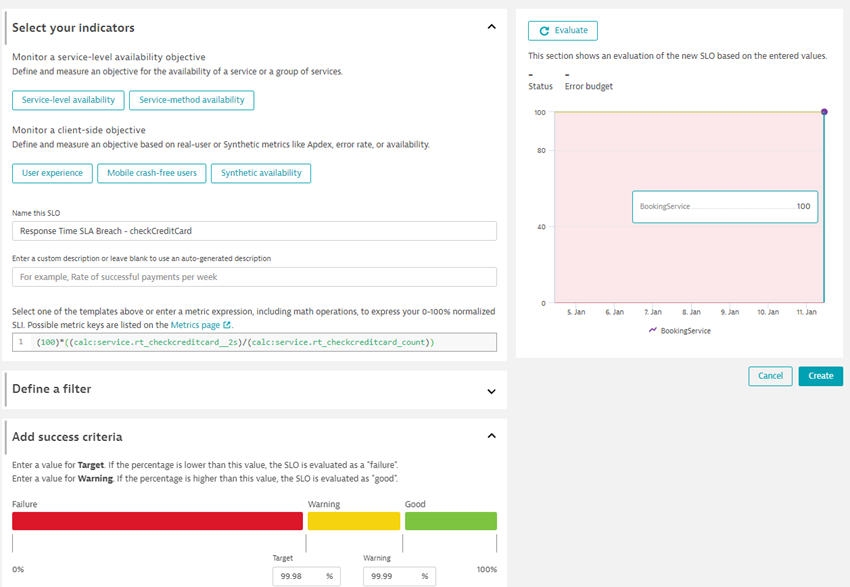 Select your indicators
Monitor a service-level availability objective
Define and measure an objective for the availability of a service or a group of services.
Service-level availability
Service-method availability
Monitor a client-side objective
Define and measure an objective based on real-user or Synthetic metrics like Apdex, error rate, or availability.
User experience
Mobile crash-free users
Synthetic availability
Name this SLO
Response Time SLA Breach - checkCreditCard
Enter a custom description or leave blank to use an auto-generated description
For example, Rate of successful payments per week
Select one of the templates above or enter a metric expression, including math operations, to express your 0-100% normalized
SLI. Possible metric keys are listed on the Metrics page.
1 (100)*((calc:service.rt_checkcreditcard__2s)/(calc:service.rt_checkcreditcard_count))
Define a filter
Add success criteria
Enter a value for Target. If the percentage is lower than this value, the SLO is evaluated as a "failure".
Enter a value for Warning. If the percentage is higher than this value, the SLO is evaluated as "good".
Failure
Warning
Good
0%
Target
99.98 %
Warning
99.99 %
100%
Evaluate
This section shows an evaluation of the new SLO based on the entered values.
- -
Status Error budget
100
80
40
0
BookingService 100
5. Jan 6. Jan 7. Jan 8. Jan 9. Jan 10. Jan 11. Jan
BookingService
Cancel
Create